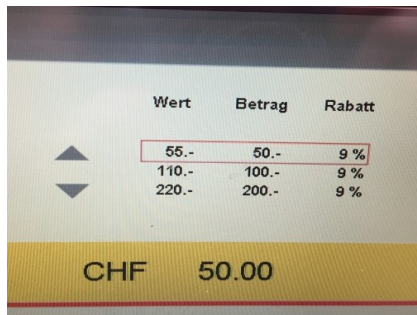 Wert Betrag Rabatt
55.- 50.- 9 %
110.- 100.- 9 %
220.- 200.- 9 %
CHF 50.00